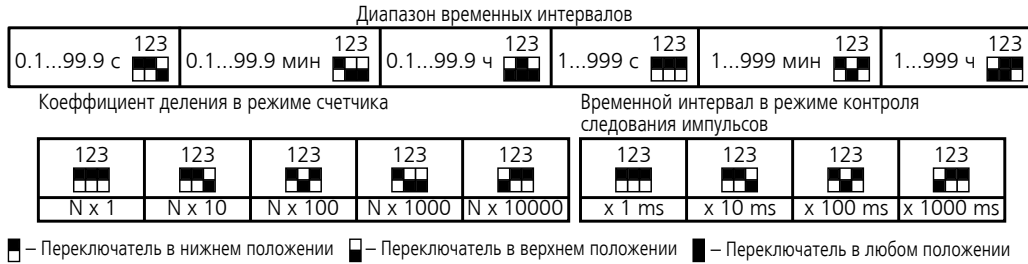 Диапазон временных интервалов
123 123 123 123 123 123
0.1...99.9 с 0.1...99.9 мин 0.1...99.9 ч 1...999 с 1...999 мин 1...999 ч
Коэффициент деления в режиме счетчика
Временной интервал в режиме контроля
следования импульсов
123 123 123 123 123
N x 1 N x 10 N x 100 N x 1000 N x 10000
123 123 123 123
x 1 ms x 10 ms x 100 ms x 1000 ms
– Переключатель в нижнем положении – Переключатель в верхнем положении – Переключатель в любом положении